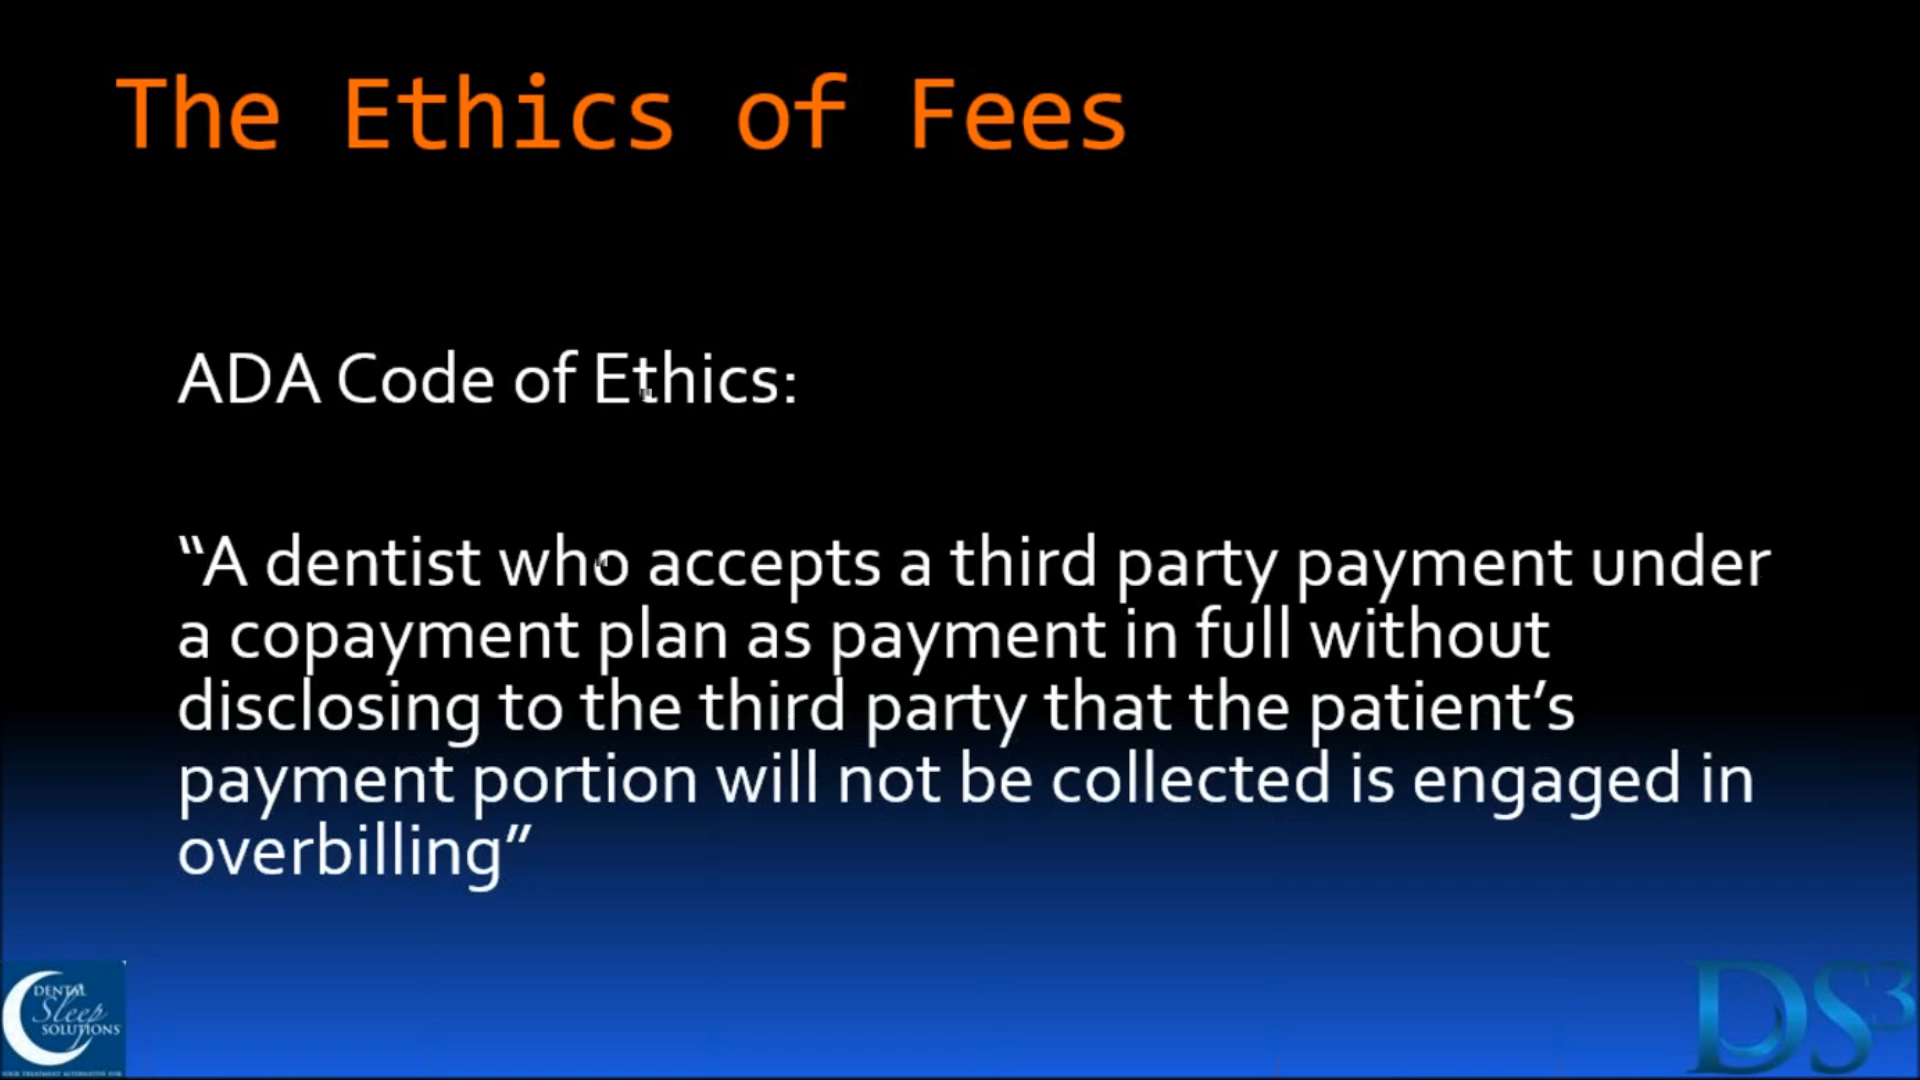 The Ethics of Fees
ADA Code of Ethics:
“A dentist who accepts a third party payment under
a copayment plan as payment in full without
disclosing to the third party that the patient’s
payment portion will not be collected is engaged in
overbilling”
DENTAL
Sleep
SOLUTIONS
DS3